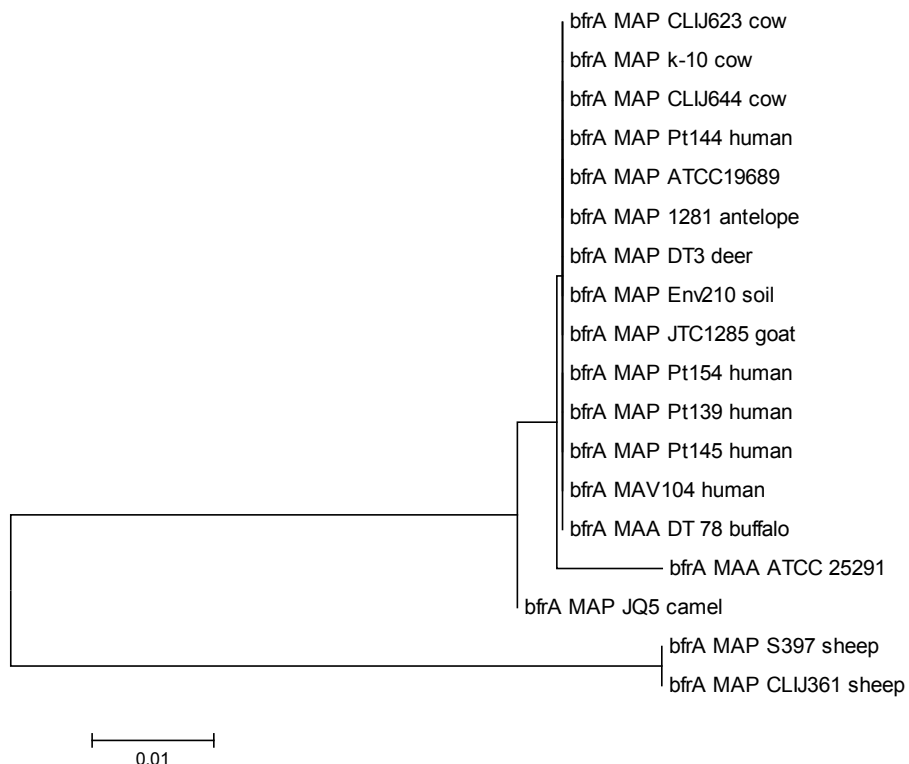 bfrA MAP CLIJ623 cow
bfrA MAP k-10 cow
bfrA MAP CLIJ644 cow
bfrA MAP Pt144 human
bfrA MAP ATCC19689
bfrA MAP 1281 antelope
bfrA MAP DT3 deer
bfrA MAP Env210 soil
bfrA MAP JTC1285 goat
bfrA MAP Pt154 human
bfrA MAP Pt139 human
bfrA MAP Pt145 human
bfrA MAV104 human
bfrA MAA DT 78 buffalo
bfrA MAA ATCC 25291
bfrA MAP JQ5 camel
bfrA MAP S397 sheep
bfrA MAP CLIJ361 sheep
0.01